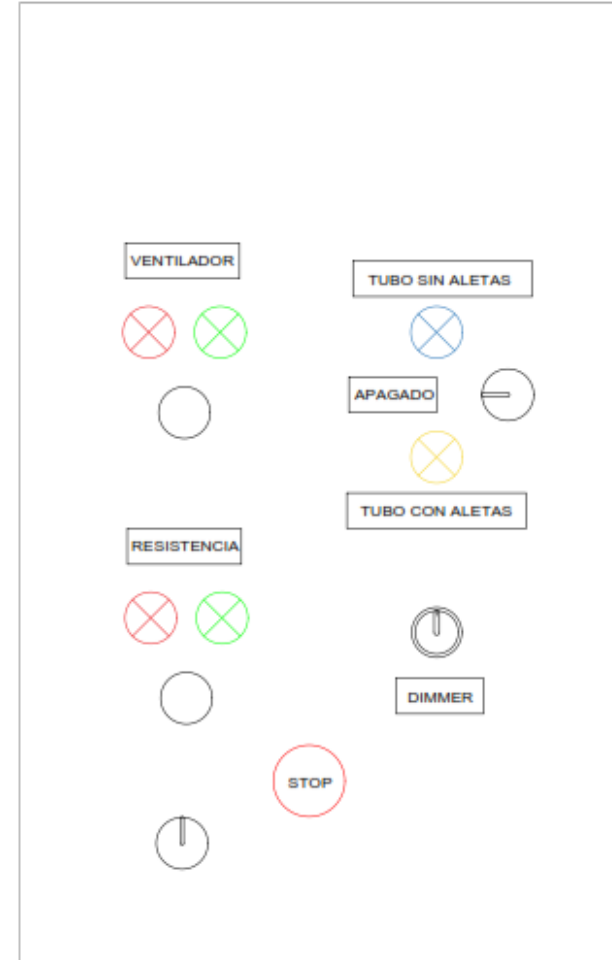 VENTILADOR
TUBO SIN ALETAS
APAGADO
TUBO CON ALETAS
RESISTENCIA
DIMMER
STOP